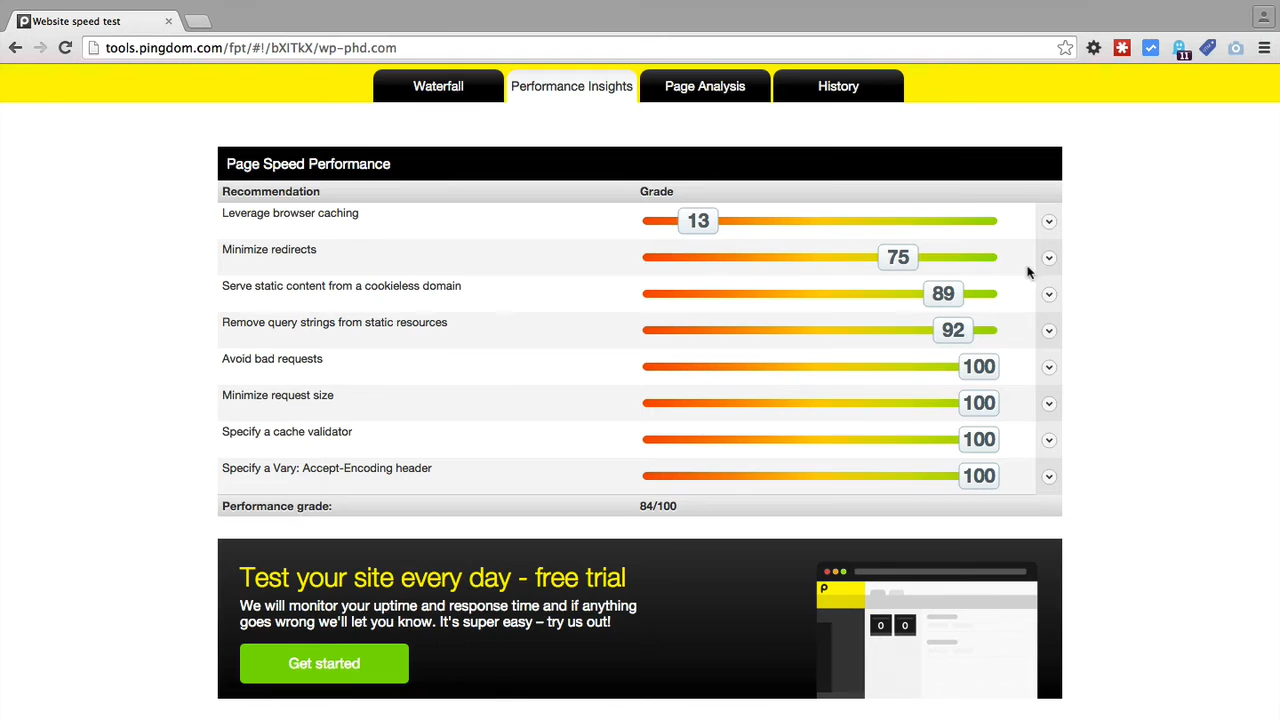 Website speed test
tools.pingdom.com/fpt/#!/bXlTkX/wp-phd.com
11
Waterfall
Performance Insights
Page Analysis
History
Page Speed Performance
Recommendation Grade
Leverage browser caching 13
Minimize redirects 75
Serve static content from a cookieless domain 89
Remove query strings from static resources 92
Avoid bad requests 100
Minimize request size 100
Specify a cache validator 100
Specify a Vary: Accept-Encoding header 100
Performance grade: 84/100
Test your site every day - free trial
We will monitor your uptime and response time and if anything
goes wrong we'll let you know. It's super easy – try us out!
Get started
0 0